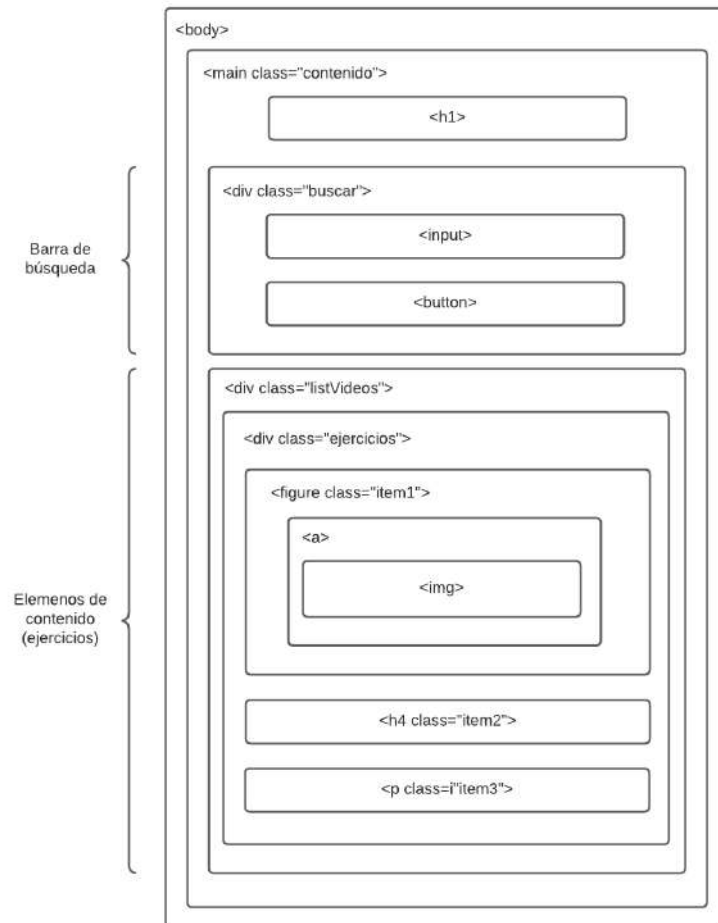 <body>
<main class="contenido">
<h1>
<div class="buscar">
Barra de
búsqueda
<input>
<button>
<div class="listVideos">
<div class="ejercicios">
<figure class="item1">
<a>
<img>
Elemenos de
contenido
(ejercicios)
<h4 class="item2">
<p class=i"item3">